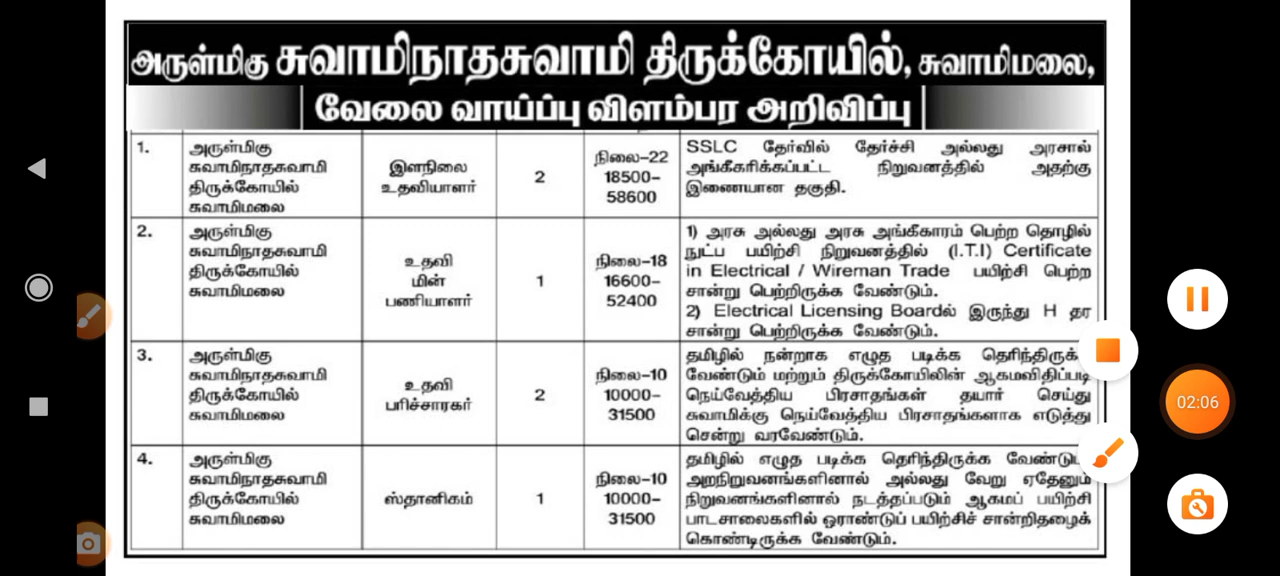 அருள்மிகு சுவாமிநாதசுவாமி திருக்கோயில், சுவாமிமலை,
வேலை வாய்ப்பு விளம்பர அறிவிப்பு
1.
அருள்மிகு
சுவாமிநாதசுவாமி
திருக்கோயில்
சுவாமிமலை
இளநிலை
உதவியாளர்
2
நிலை–22
18500–
58600
SSLC தேர்வில் தேர்ச்சி அல்லது அரசால்
அங்கீகரிக்கப்பட்ட நிறுவனத்தில் அதற்கு
இணையான தகுதி.
2.
அருள்மிகு
சுவாமிநாதசுவாமி
திருக்கோயில்
சுவாமிமலை
உதவி
மின்
பணியாளர்
1
நிலை–18
16600–
52400
1) அரசு அல்லது அரசு அங்கீகாரம் பெற்ற தொழில்
நுட்ப பயிற்சி நிறுவனத்தில் (I.T.I) Certificate
in Electrical / Wireman Trade பயிற்சி பெற்ற
சான்று பெற்றிருக்க வேண்டும்.
2) Electrical Licensing Boardல் இருந்து H தர
சான்று பெற்றிருக்க வேண்டும்.
3.
அருள்மிகு
சுவாமிநாதசுவாமி
திருக்கோயில்
சுவாமிமலை
உதவி
பரிச்சாரகர்
2
நிலை–10
10000–
31500
தமிழில் நன்றாக எழுத படிக்க
வேண்டும் மற்றும் திருக்கோயிலின் ஆகமவிதிப்படி
நெய்வேத்திய பிரசாதங்கள் தயார் செய்து
சுவாமிக்கு நெய்வேத்திய பிரசாதங்களாக எடுத்து
சென்று வரவேண்டும்.
4.
அருள்மிகு
சுவாமிநாதசுவாமி
திருக்கோயில்
சுவாமிமலை
ஸ்தானிகம்
1
நிலை–10
10000–
31500
தமிழில் எழுத படிக்க தெரிந்திருக்க
அறநிறுவனங்களினால் அல்லது வேறு ஏதேனும்
நிறுவனங்களினால் நடத்தப்படும் ஆகமப் பயிற்சி
பாடசாலைகளில் ஓராண்டுப் பயிற்சிச் சான்றிதழைக்
கொண்டிருக்க வேண்டும்.
02:06